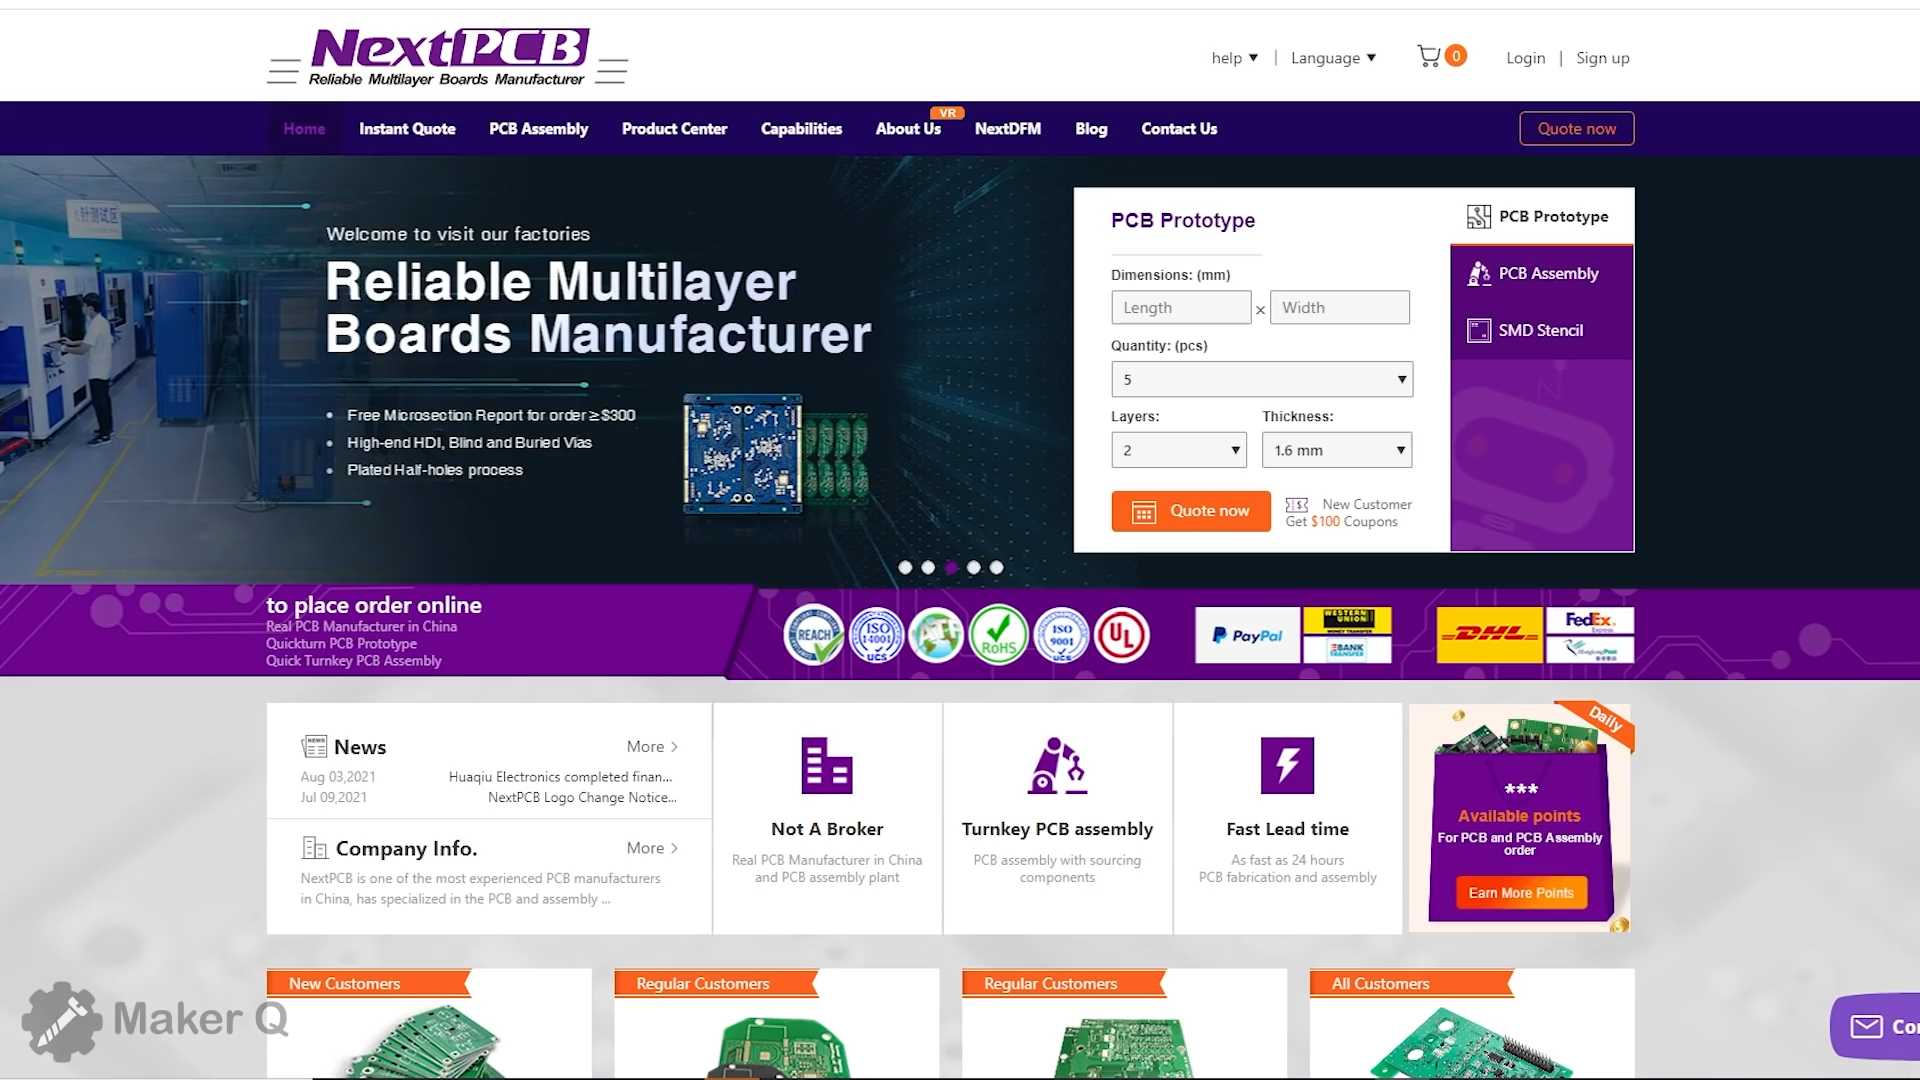 NextPCB
Reliable Multilayer Boards Manufacturer
help ▼ | Language ▼
0
Login | Sign up
Home
Instant Quote
PCB Assembly
Product Center
Capabilities
About Us
VR
NextDFM
Blog
Contact Us
Quote now
Welcome to visit our factories
Reliable Multilayer
Boards Manufacturer
Free Microsection Report for order≥$300
High-end HDI, Blind and Buried Vias
Plated Half-holes process
PCB Prototype
Dimensions: (mm)
Length × Width
Quantity: (pcs)
5
Layers: Thickness:
2 1.6 mm
Quote now
New Customer
Get $100 Coupons
PCB Prototype
PCB Assembly
SMD Stencil
to place order online
Real PCB Manufacturer in China
Quickturn PCB Prototype
Quick Turnkey PCB Assembly
REACH
ISO
14001
UCS
IATF
RoHS
ISO
9001
UCS
UL
PayPal
WESTERN
UNION
MONEY TRANSFER
BANK
TRANSFER
DHL
FedEx
Express
News
More >
Aug 03,2021 Huaqiu Electronics completed finan...
Jul 09,2021 NextPCB Logo Change Notice...
Company Info.
More >
NextPCB is one of the most experienced PCB manufacturers
in China, has specialized in the PCB and assembly ...
Not A Broker
Real PCB Manufacturer in China
and PCB assembly plant
Turnkey PCB assembly
PCB assembly with sourcing
components
Fast Lead time
As fast as 24 hours
PCB fabrication and assembly
Daily
***
Available points
For PCB and PCB Assembly
order
Earn More Points
New Customers
Regular Customers
Regular Customers
All Customers
Maker Q